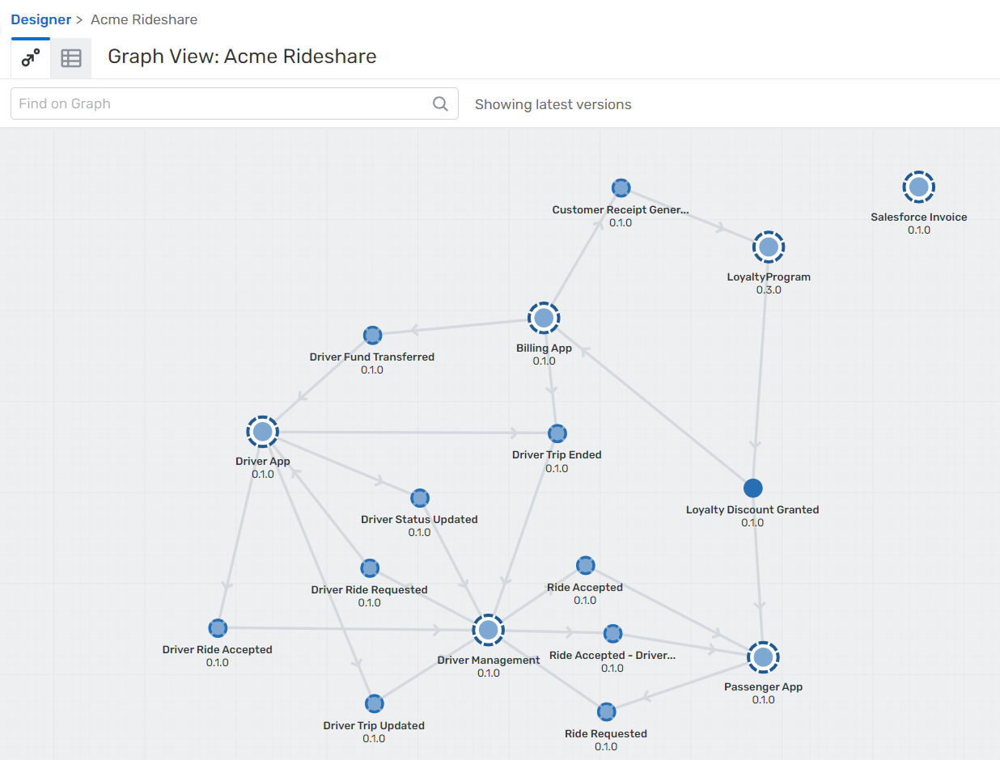 Designer > Acme Rideshare
Graph View: Acme Rideshare
Find on Graph
Showing latest versions
Customer Receipt Gener...
0.1.0
Salesforce Invoice
0.1.0
LoyaltyProgram
0.3.0
Billing App
0.1.0
Driver Fund Transferred
0.1.0
Driver App
0.1.0
Driver Trip Ended
0.1.0
Driver Status Updated
0.1.0
Loyalty Discount Granted
0.1.0
Driver Ride Requested
0.1.0
Ride Accepted
0.1.0
Driver Ride Accepted
0.1.0
Driver Management
0.1.0
Ride Accepted - Driver...
0.1.0
Passenger App
0.1.0
Driver Trip Updated
0.1.0
Ride Requested
0.1.0